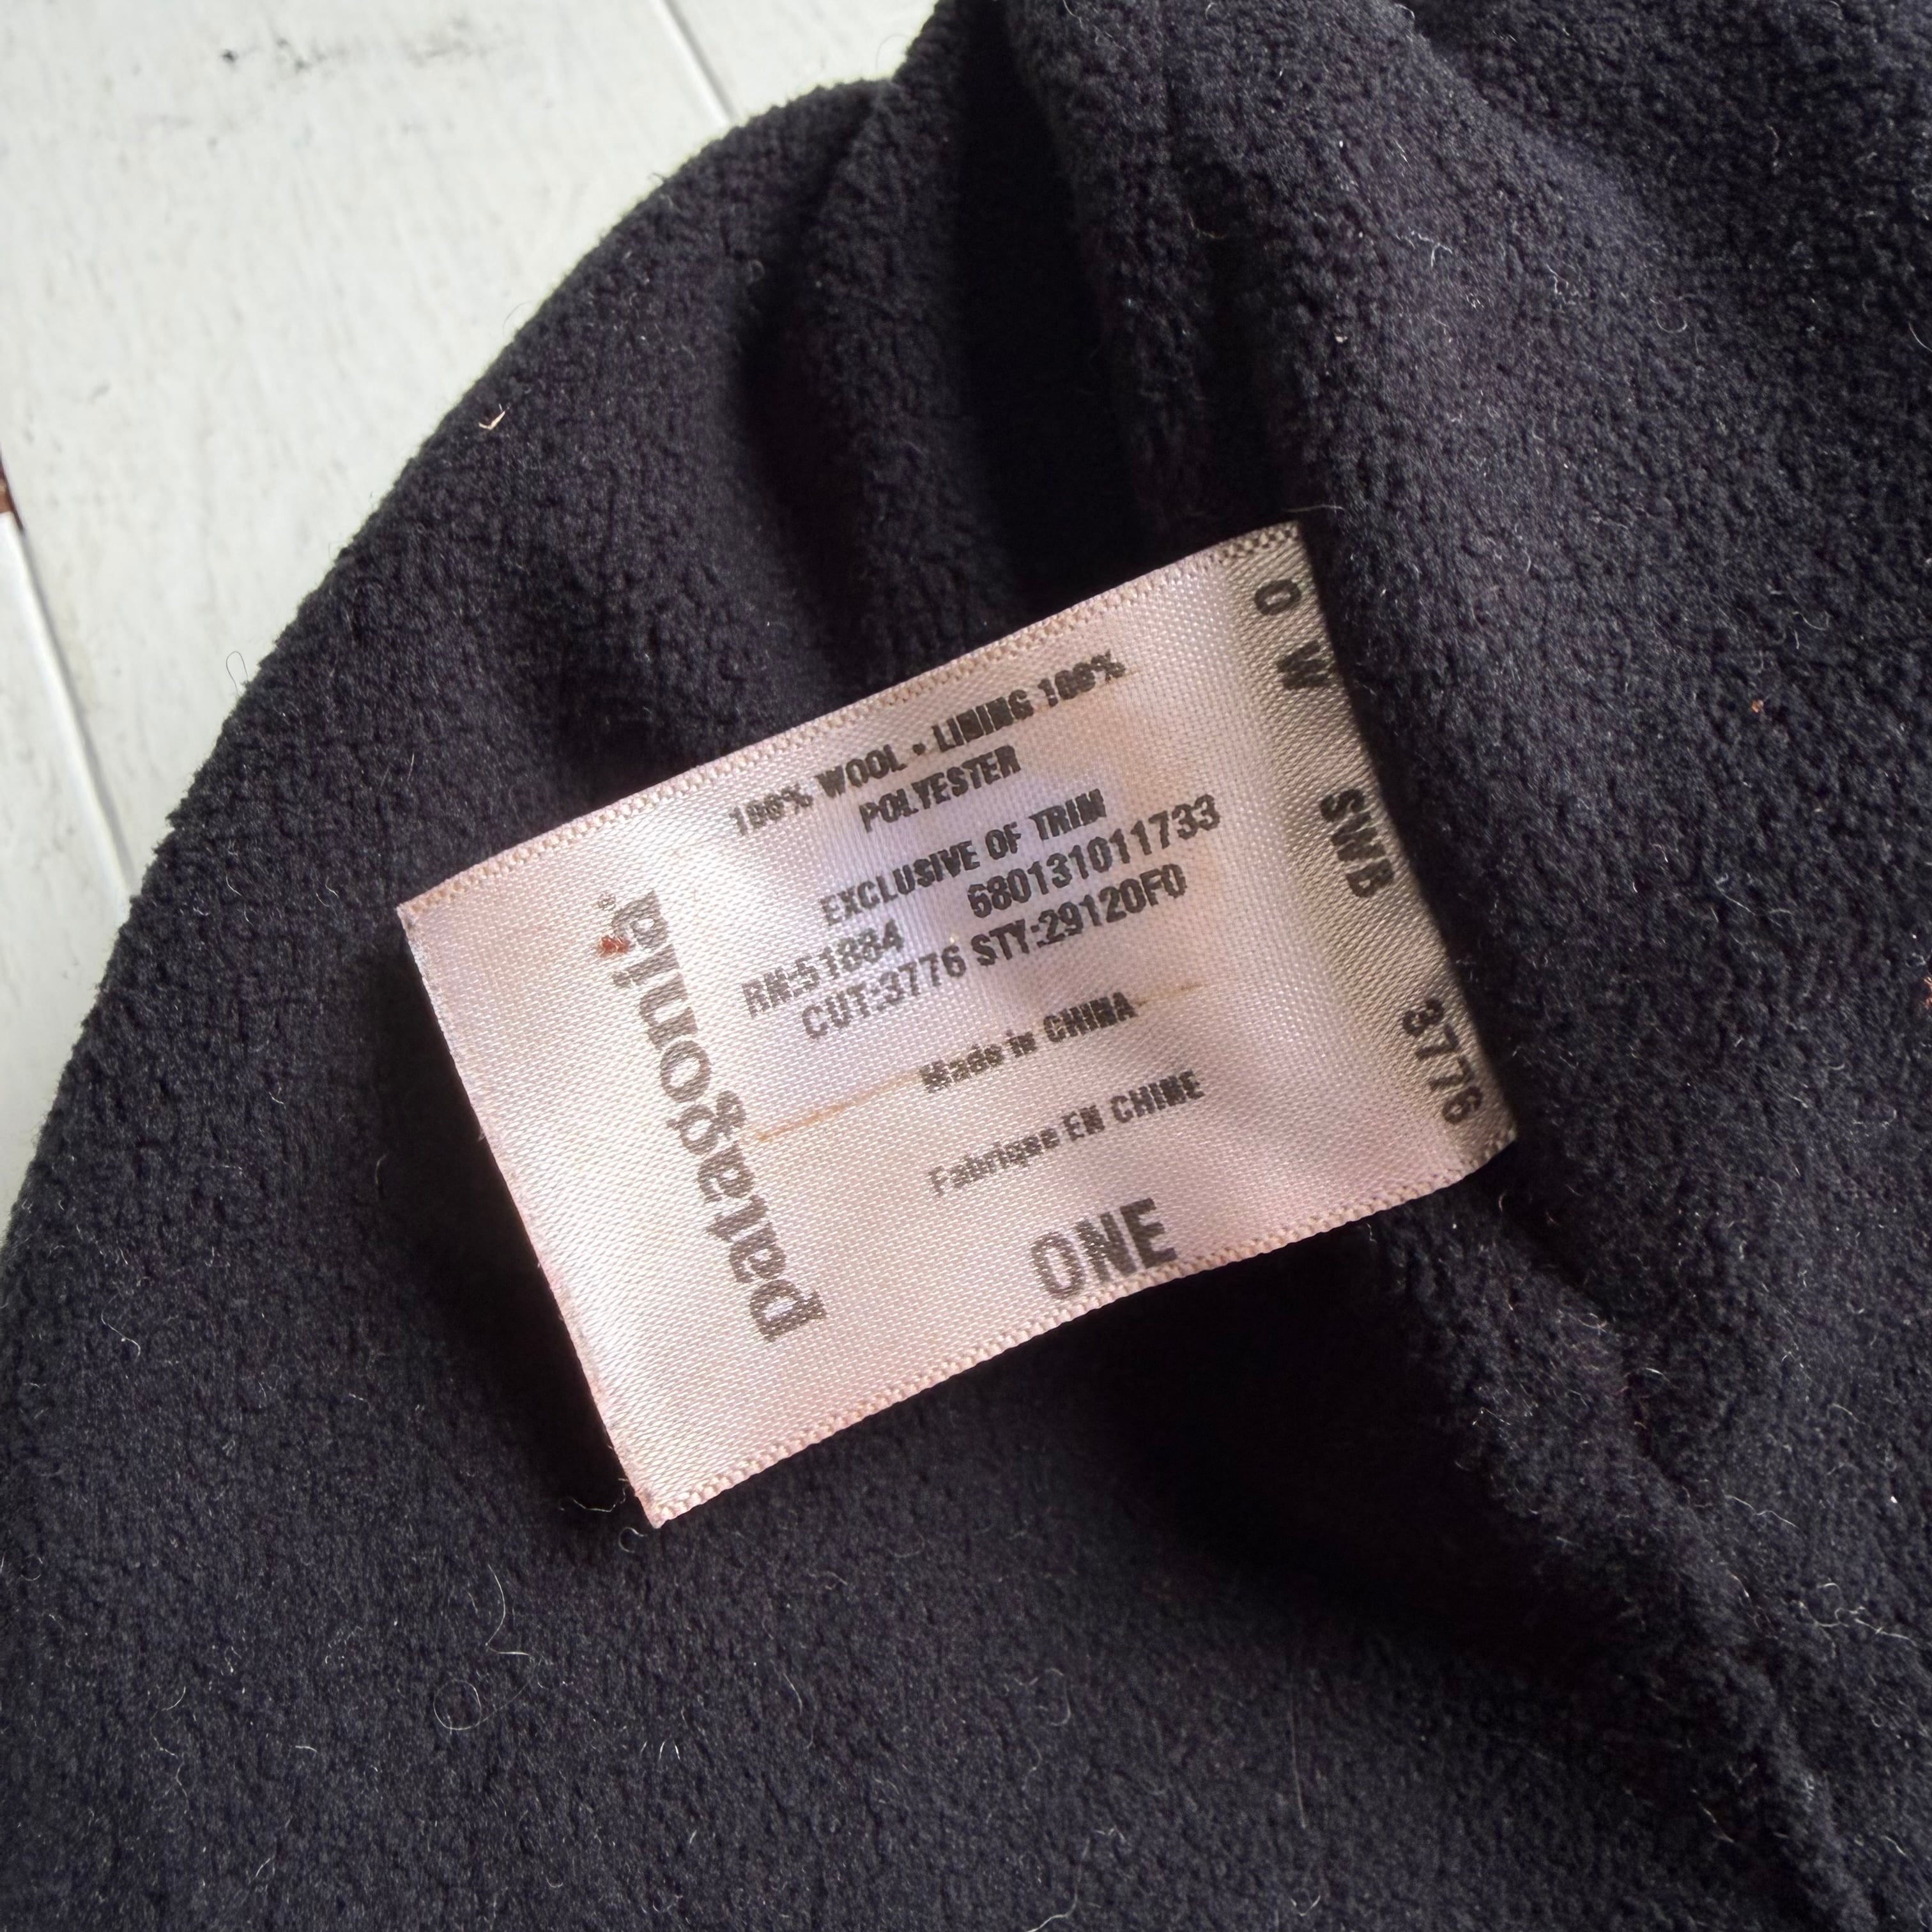 100% WOOL • LINING 100%
POLYESTER
EXCLUSIVE OF TRIM
RN:51884 680131011733
CUT:3776 STY:29120F0
Made in CHINA
Fabrique EN CHINE
ONE
patagonia®
O W SWB 3776